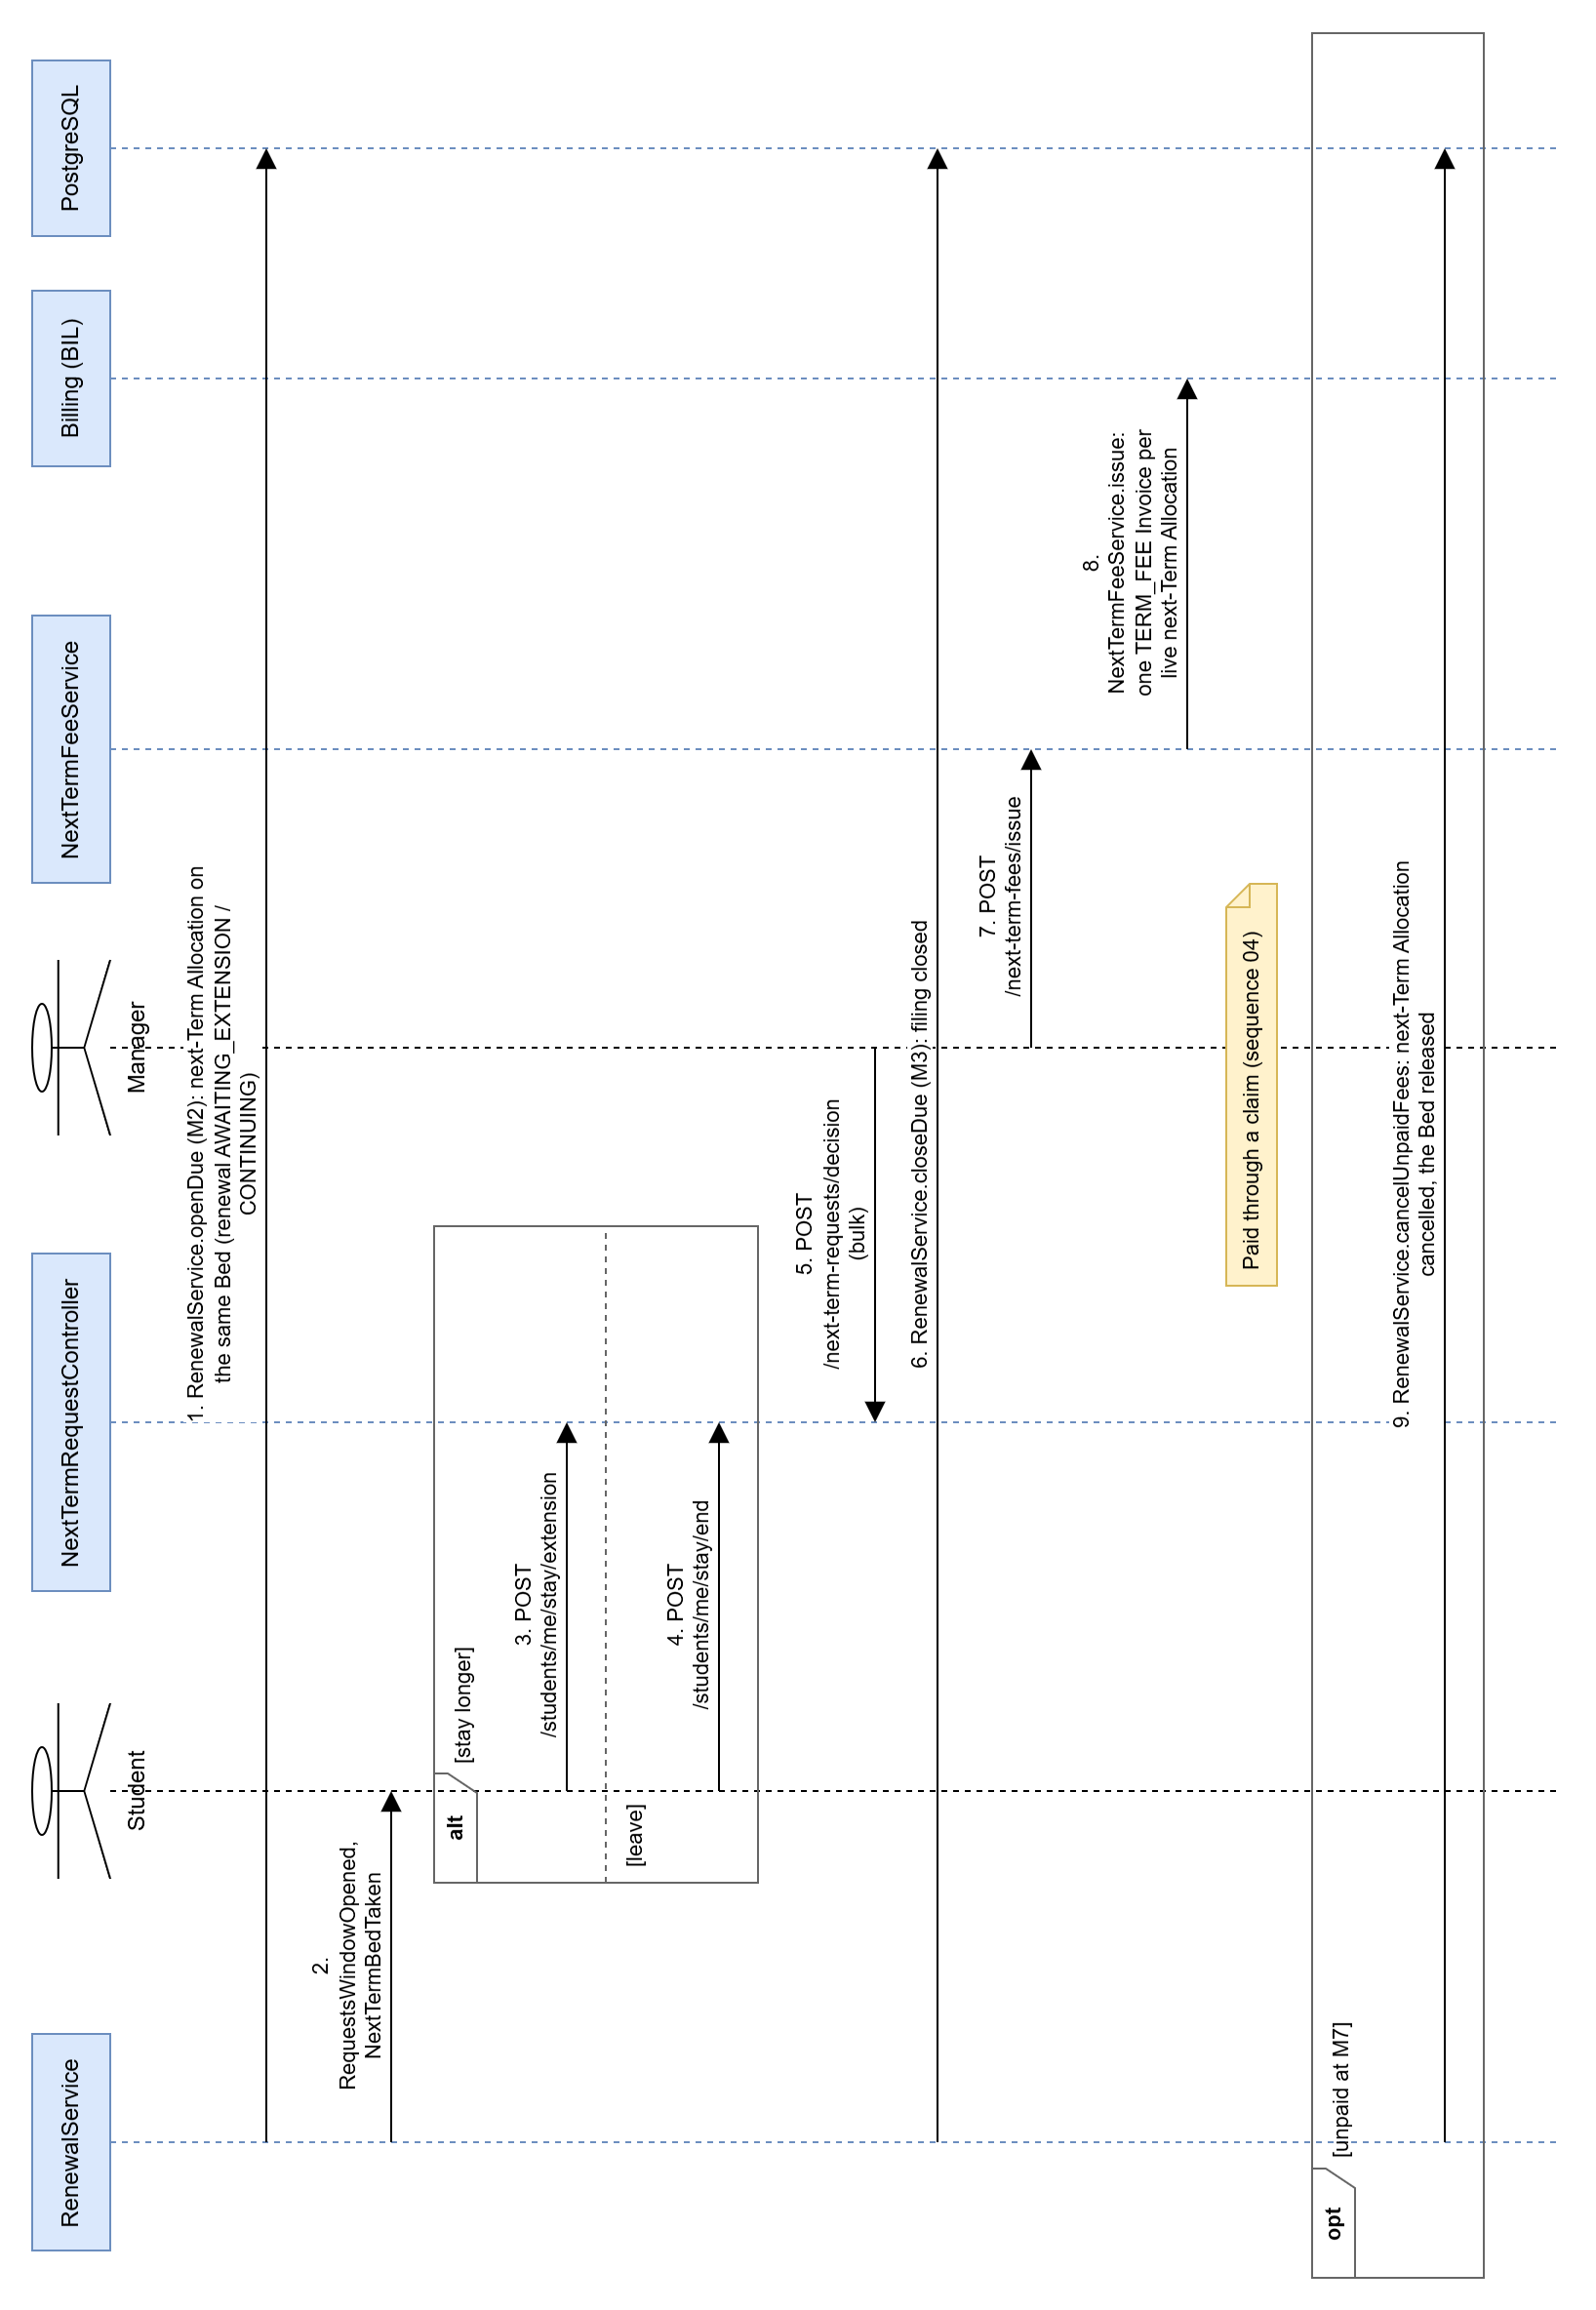 RenewalService
Student
NextTermRequestController
Manager
NextTermFeeService
Billing (BIL)
PostgreSQL
1. RenewalService.openDue (M2): next-Term Allocation on
the same Bed (renewal AWAITING_EXTENSION /
CONTINUING)
2.
RequestsWindowOpened,
NextTermBedTaken
alt
[stay longer]
3. POST
/students/me/stay/extension
[leave]
4. POST
/students/me/stay/end
5. POST
/next-term-requests/decision
(bulk)
6. RenewalService.closeDue (M3): filing closed
7. POST
/next-term-fees/issue
8.
NextTermFeeService.issue:
one TERM_FEE Invoice per
live next-Term Allocation
Paid through a claim (sequence 04)
opt
[unpaid at M7]
9. RenewalService.cancelUnpaidFees: next-Term Allocation
cancelled, the Bed released